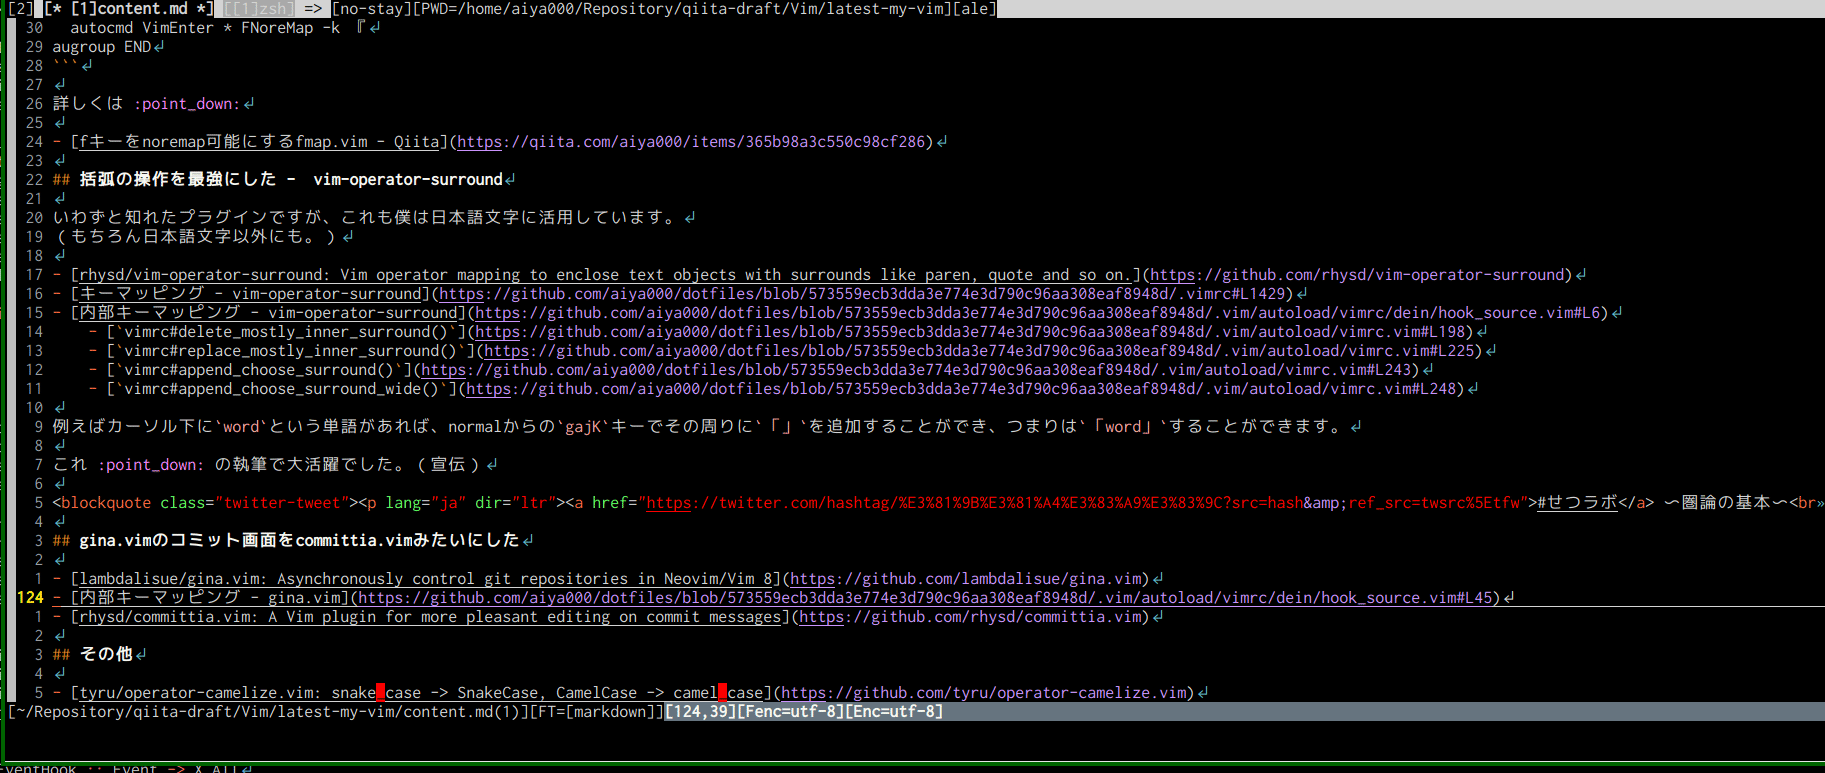 [2] [* [1]content.md *] [[1]zsh] => [no-stay][PWD=/home/aiya000/Repository/qiita-draft/Vim/latest-my-vim][ale]
30   autocmd VimEnter * FNoreMap -k 『↲
29 augroup END↲
28 ```↲
27 ↲
26 詳しくは :point_down:↲
25 ↲
24 - [fキーをnoremap可能にするfmap.vim - Qiita](https://qiita.com/aiya000/items/365b98a3c550c98cf286)↲
23 ↲
22 ## 括弧の操作を最強にした -  vim-operator-surround↲
21 ↲
20 いわずと知れたプラグインですが、これも僕は日本語文字に活用しています。↲
19 （もちろん日本語文字以外にも。）↲
18 ↲
17 - [rhysd/vim-operator-surround: Vim operator mapping to enclose text objects with surrounds like paren, quote and so on.](https://github.com/rhysd/vim-operator-surround)↲
16 - [キーマッピング - vim-operator-surround](https://github.com/aiya000/dotfiles/blob/573559ecb3dda3e774e3d790c96aa308eaf8948d/.vimrc#L1429)↲
15 - [内部キーマッピング - vim-operator-surround](https://github.com/aiya000/dotfiles/blob/573559ecb3dda3e774e3d790c96aa308eaf8948d/.vim/autoload/vimrc/dein/hook_source.vim#L6)↲
14     - [`vimrc#delete_mostly_inner_surround()`](https://github.com/aiya000/dotfiles/blob/573559ecb3dda3e774e3d790c96aa308eaf8948d/.vim/autoload/vimrc.vim#L198)↲
13     - [`vimrc#replace_mostly_inner_surround()`](https://github.com/aiya000/dotfiles/blob/573559ecb3dda3e774e3d790c96aa308eaf8948d/.vim/autoload/vimrc.vim#L225)↲
12     - [`vimrc#append_choose_surround()`](https://github.com/aiya000/dotfiles/blob/573559ecb3dda3e774e3d790c96aa308eaf8948d/.vim/autoload/vimrc.vim#L243)↲
11     - [`vimrc#append_choose_surround_wide()`](https://github.com/aiya000/dotfiles/blob/573559ecb3dda3e774e3d790c96aa308eaf8948d/.vim/autoload/vimrc.vim#L248)↲
10 ↲
9 例えばカーソル下に`word`という単語があれば、normalからの`gajK`キーでその周りに`「」`を追加することができ、つまりは`「word」`することができます。↲
8 ↲
7 これ :point_down: の執筆で大活躍でした。（宣伝）↲
6 ↲
5 <blockquote class="twitter-tweet"><p lang="ja" dir="ltr"><a href="https://twitter.com/hashtag/%E3%81%9B%E3%81%A4%E3%83%A9%E3%83%9C?src=hash&amp;ref_src=twsrc%5Etfw">#せつラボ</a> 〜圏論の基本〜<br»
4 ↲
3 ## gina.vimのコミット画面をcommittia.vimみたいにした↲
2 ↲
1 - [lambdalisue/gina.vim: Asynchronously control git repositories in Neovim/Vim 8](https://github.com/lambdalisue/gina.vim)↲
124 - [内部キーマッピング - gina.vim](https://github.com/aiya000/dotfiles/blob/573559ecb3dda3e774e3d790c96aa308eaf8948d/.vim/autoload/vimrc/dein/hook_source.vim#L45)↲
1 - [rhysd/committia.vim: A Vim plugin for more pleasant editing on commit messages](https://github.com/rhysd/committia.vim)↲
2 ↲
3 ## その他↲
4 ↲
5 - [tyru/operator-camelize.vim: snake_case -> SnakeCase, CamelCase -> camel_case](https://github.com/tyru/operator-camelize.vim)↲
[~/Repository/qiita-draft/Vim/latest-my-vim/content.md(1)][FT=[markdown]][124,39][Fenc=utf-8][Enc=utf-8]